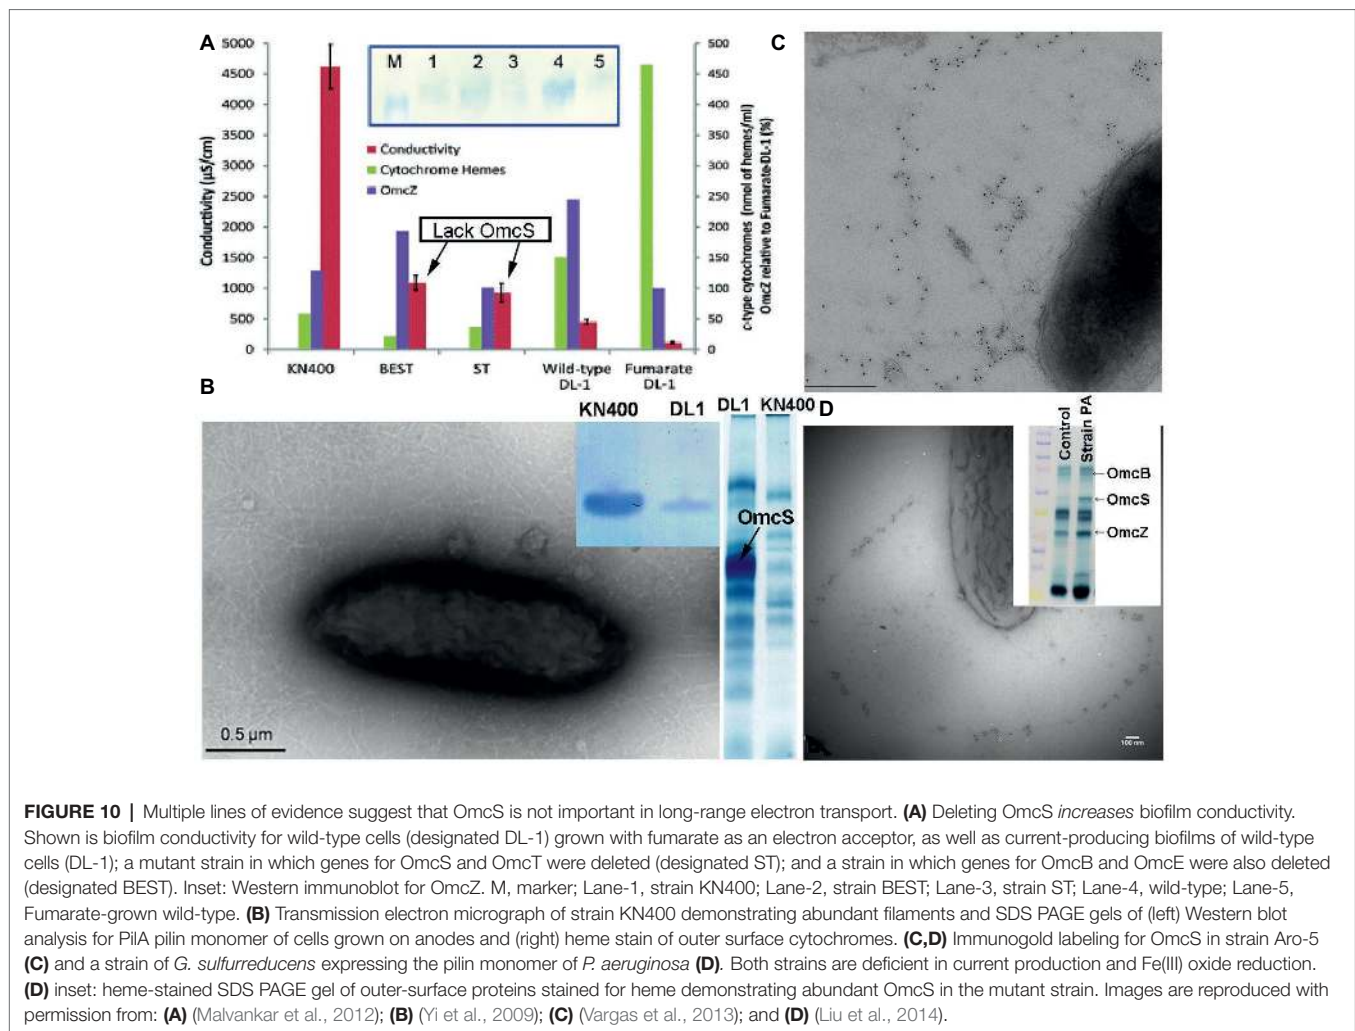 A
5000
4500
4000
3500
3000
2500
2000
1500
1000
500
0
Conductivity (µS/cm)
M 1 2 3 4 5
Conductivity
Cytochrome Hemes
OmcZ
Lack OmcS
500
450
400
350
300
250
200
150
100
50
0
c-type cytochromes (nmol of hemes/ml)
OmcZ relative to Fumarate-DL-1 (%)
KN400 BEST ST Wild-type DL-1 Fumarate DL-1
C
B
KN400 DL1 DL1 KN400
OmcS
0.5 µm
D
Control
Strain PA
OmcB
OmcS
OmcZ
100 nm
FIGURE 10 | Multiple lines of evidence suggest that OmcS is not important in long-range electron transport. (A) Deleting OmcS increases biofilm conductivity.
Shown is biofilm conductivity for wild-type cells (designated DL-1) grown with fumarate as an electron acceptor, as well as current-producing biofilms of wild-type
cells (DL-1); a mutant strain in which genes for OmcS and OmcT were deleted (designated ST); and a strain in which genes for OmcB and OmcE were also deleted
(designated BEST). Inset: Western immunoblot for OmcZ. M, marker; Lane-1, strain KN400; Lane-2, strain BEST; Lane-3, strain ST; Lane-4, wild-type; Lane-5,
Fumarate-grown wild-type. (B) Transmission electron micrograph of strain KN400 demonstrating abundant filaments and SDS PAGE gels of (left) Western blot
analysis for PilA pilin monomer of cells grown on anodes and (right) heme stain of outer surface cytochromes. (C,D) Immunogold labeling for OmcS in strain Aro-5
(C) and a strain of G. sulfurreducens expressing the pilin monomer of P. aeruginosa (D). Both strains are deficient in current production and Fe(III) oxide reduction.
(D) inset: heme-stained SDS PAGE gel of outer-surface proteins stained for heme demonstrating abundant OmcS in the mutant strain. Images are reproduced with
permission from: (A) (Malvankar et al., 2012); (B) (Yi et al., 2009); (C) (Vargas et al., 2013); and (D) (Liu et al., 2014).